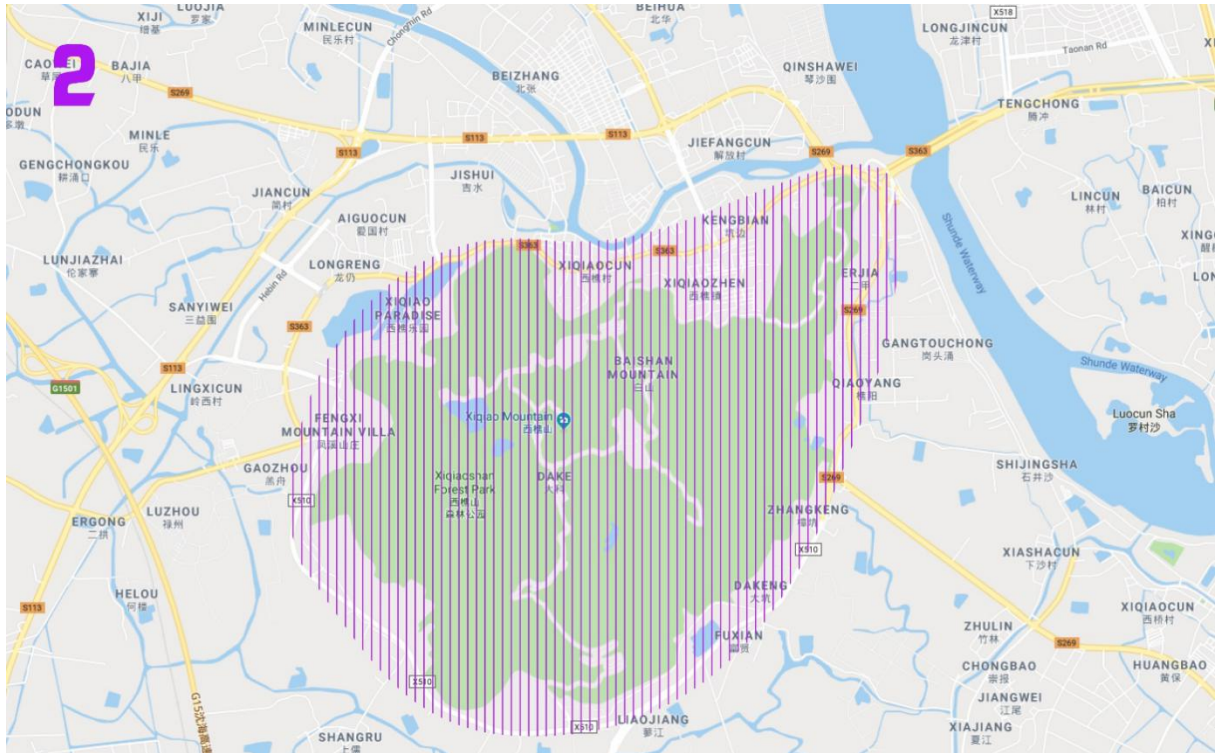 XIJI
细基
LUOJIA
罗家
MINLECUN
民乐村
Chongmin Rd
BEIHUA
北华
X518
LONGJINCUN
龙津村
Taonan Rd
2
BAJIA
八甲
BEIZHANG
北张
QINSHAWEI
琴沙围
S269
TENGCHONG
腾冲
MINLE
民乐
S113
S113
S113
JIEFANGCUN
解放村
S269
S363
GENGCHONGKOU
耕涌口
JISHUI
吉水
JIANCUN
简村
LINCUN
林村
BAICUN
柏村
AIGUOCUN
爱国村
KENGBIAN
坑边
Shunde Waterway
LUNJIAZHAI
伦家寨
LONGRENG
龙仍
S363
S363
XIQIAOCUN
西樵村
XIQIAOZHEN
西樵镇
ERJIA
二甲
Hebin Rd
SANYIWEI
三益围
XIQIAO
PARADISE
西樵乐园
S269
S363
GANGTOUCHONG
岗头涌
S113
BAISHAN
MOUNTAIN
白山
Shunde Waterway
G1501
LINGXICUN
岭西村
QIAOYANG
樵阳
FENGXI
MOUNTAIN VILLA
凤溪山庄
Xiqiao Mountain
西樵山
Luocun Sha
罗村沙
GAOZHOU
DAKE
大科
Xiqiaoshan
Forest Park
西樵山
森林公园
S269
SHIJINGSHA
石井沙
X510
LUZHOU
禄州
ZHANGKENG
樟坑
ERGONG
二拱
X510
XIASHACUN
下沙村
HELOU
何楼
DAKENG
大坑
S113
XIQIAOCUN
西桥村
ZHULIN
竹林
FUXIAN
S269
CHONGBAO
崇报
HUANGBAO
黄保
X510
JIANGWEI
江尾
G15沈海高速
X510
LIAOJIANG
XIAJIANG
夏江
SHANGRU
上儒